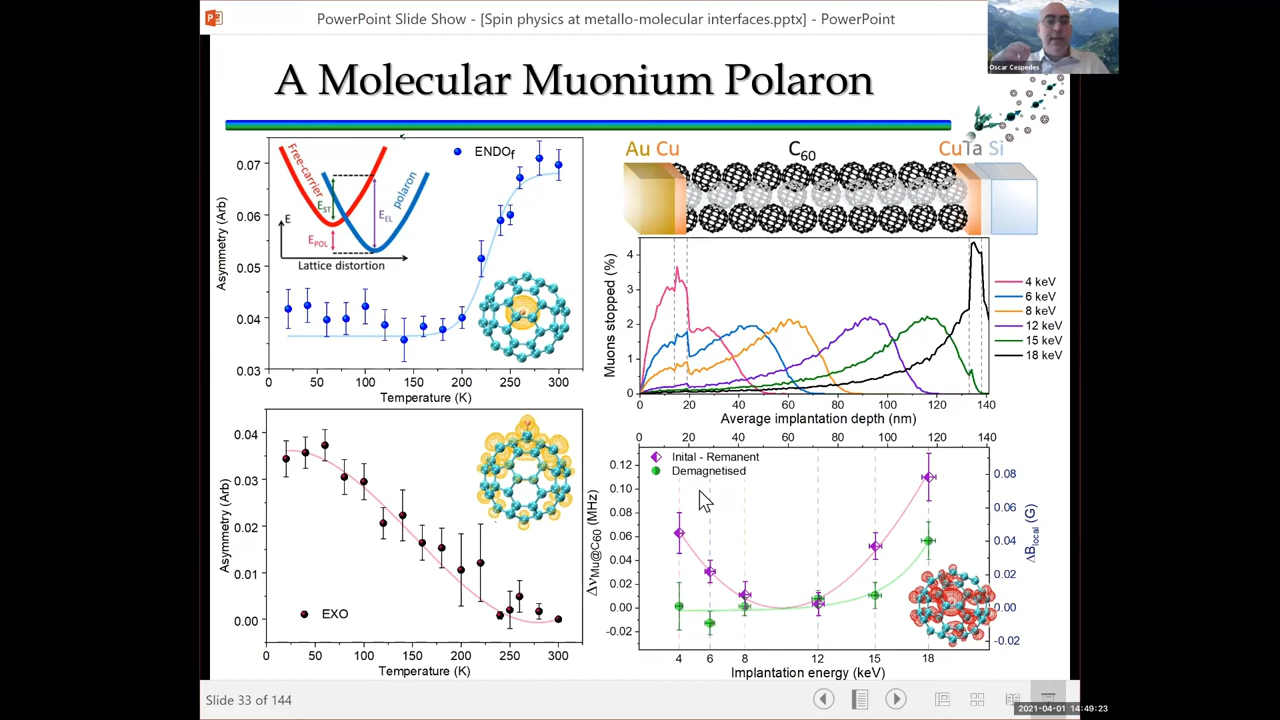 PowerPoint Slide Show - [Spin physics at metallo-molecular interfaces.pptx] - PowerPoint
Oscar Cespedes
A Molecular Muonium Polaron
ENDOf
Free-carrier
polaron
EST
EEL
EPOL
E
Lattice distortion
Asymmetry (Arb)
0.07
0.06
0.05
0.04
0.03
0 50 100 150 200 250 300
Temperature (K)
Au Cu C60 CuTa Si
Muons stopped (%)
4
3
2
1
0
4 keV
6 keV
8 keV
12 keV
15 keV
18 keV
0 20 40 60 80 100 120 140
Average implantation depth (nm)
Asymmetry (Arb)
0.04
0.03
0.02
0.01
0.00
EXO
0 50 100 150 200 250 300
Temperature (K)
0 20 40 60 80 100 120 140
Inital - Remanent
Demagnetised
ΔνMu@C60 (MHz)
0.12
0.10
0.08
0.06
0.04
0.02
0.00
-0.02
0.08
0.06
0.04
0.02
0.00
-0.02
ΔBlocal (G)
4 6 8 12 15 18
Implantation energy (keV)
Slide 33 of 144
2021-04-01 14:49:23